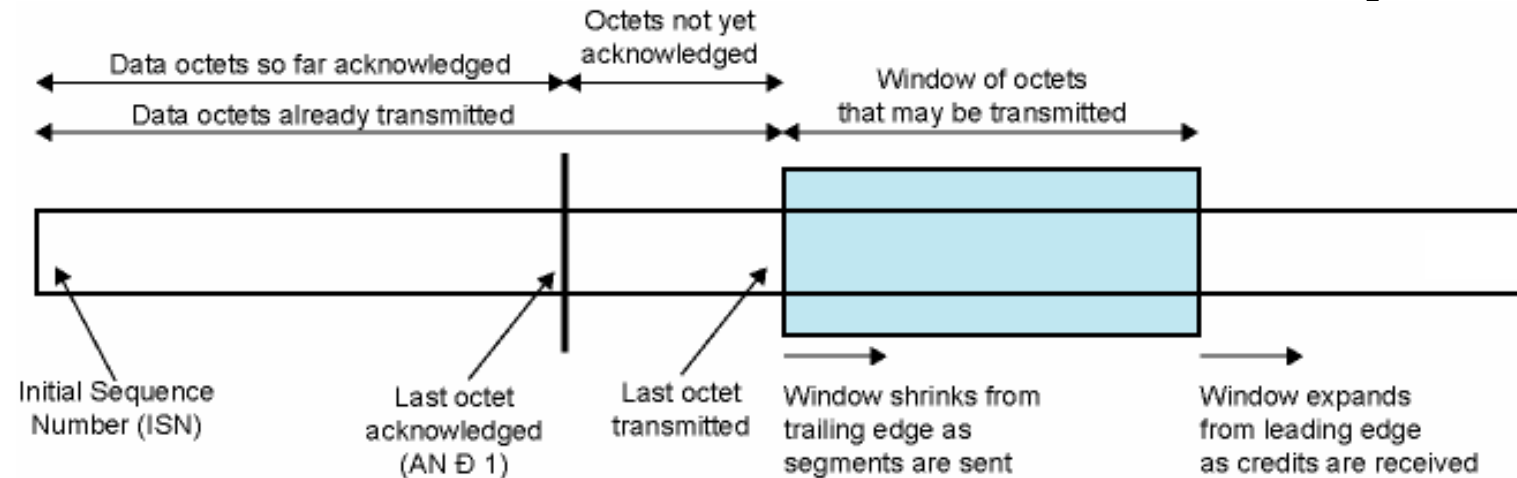 Octets not yet
acknowledged
Data octets so far acknowledged
Window of octets
that may be transmitted
Data octets already transmitted
Initial Sequence
Number (ISN)
Last octet
acknowledged
(AN Đ 1)
Last octet
transmitted
Window shrinks from
trailing edge as
segments are sent
Window expands
from leading edge
as credits are received